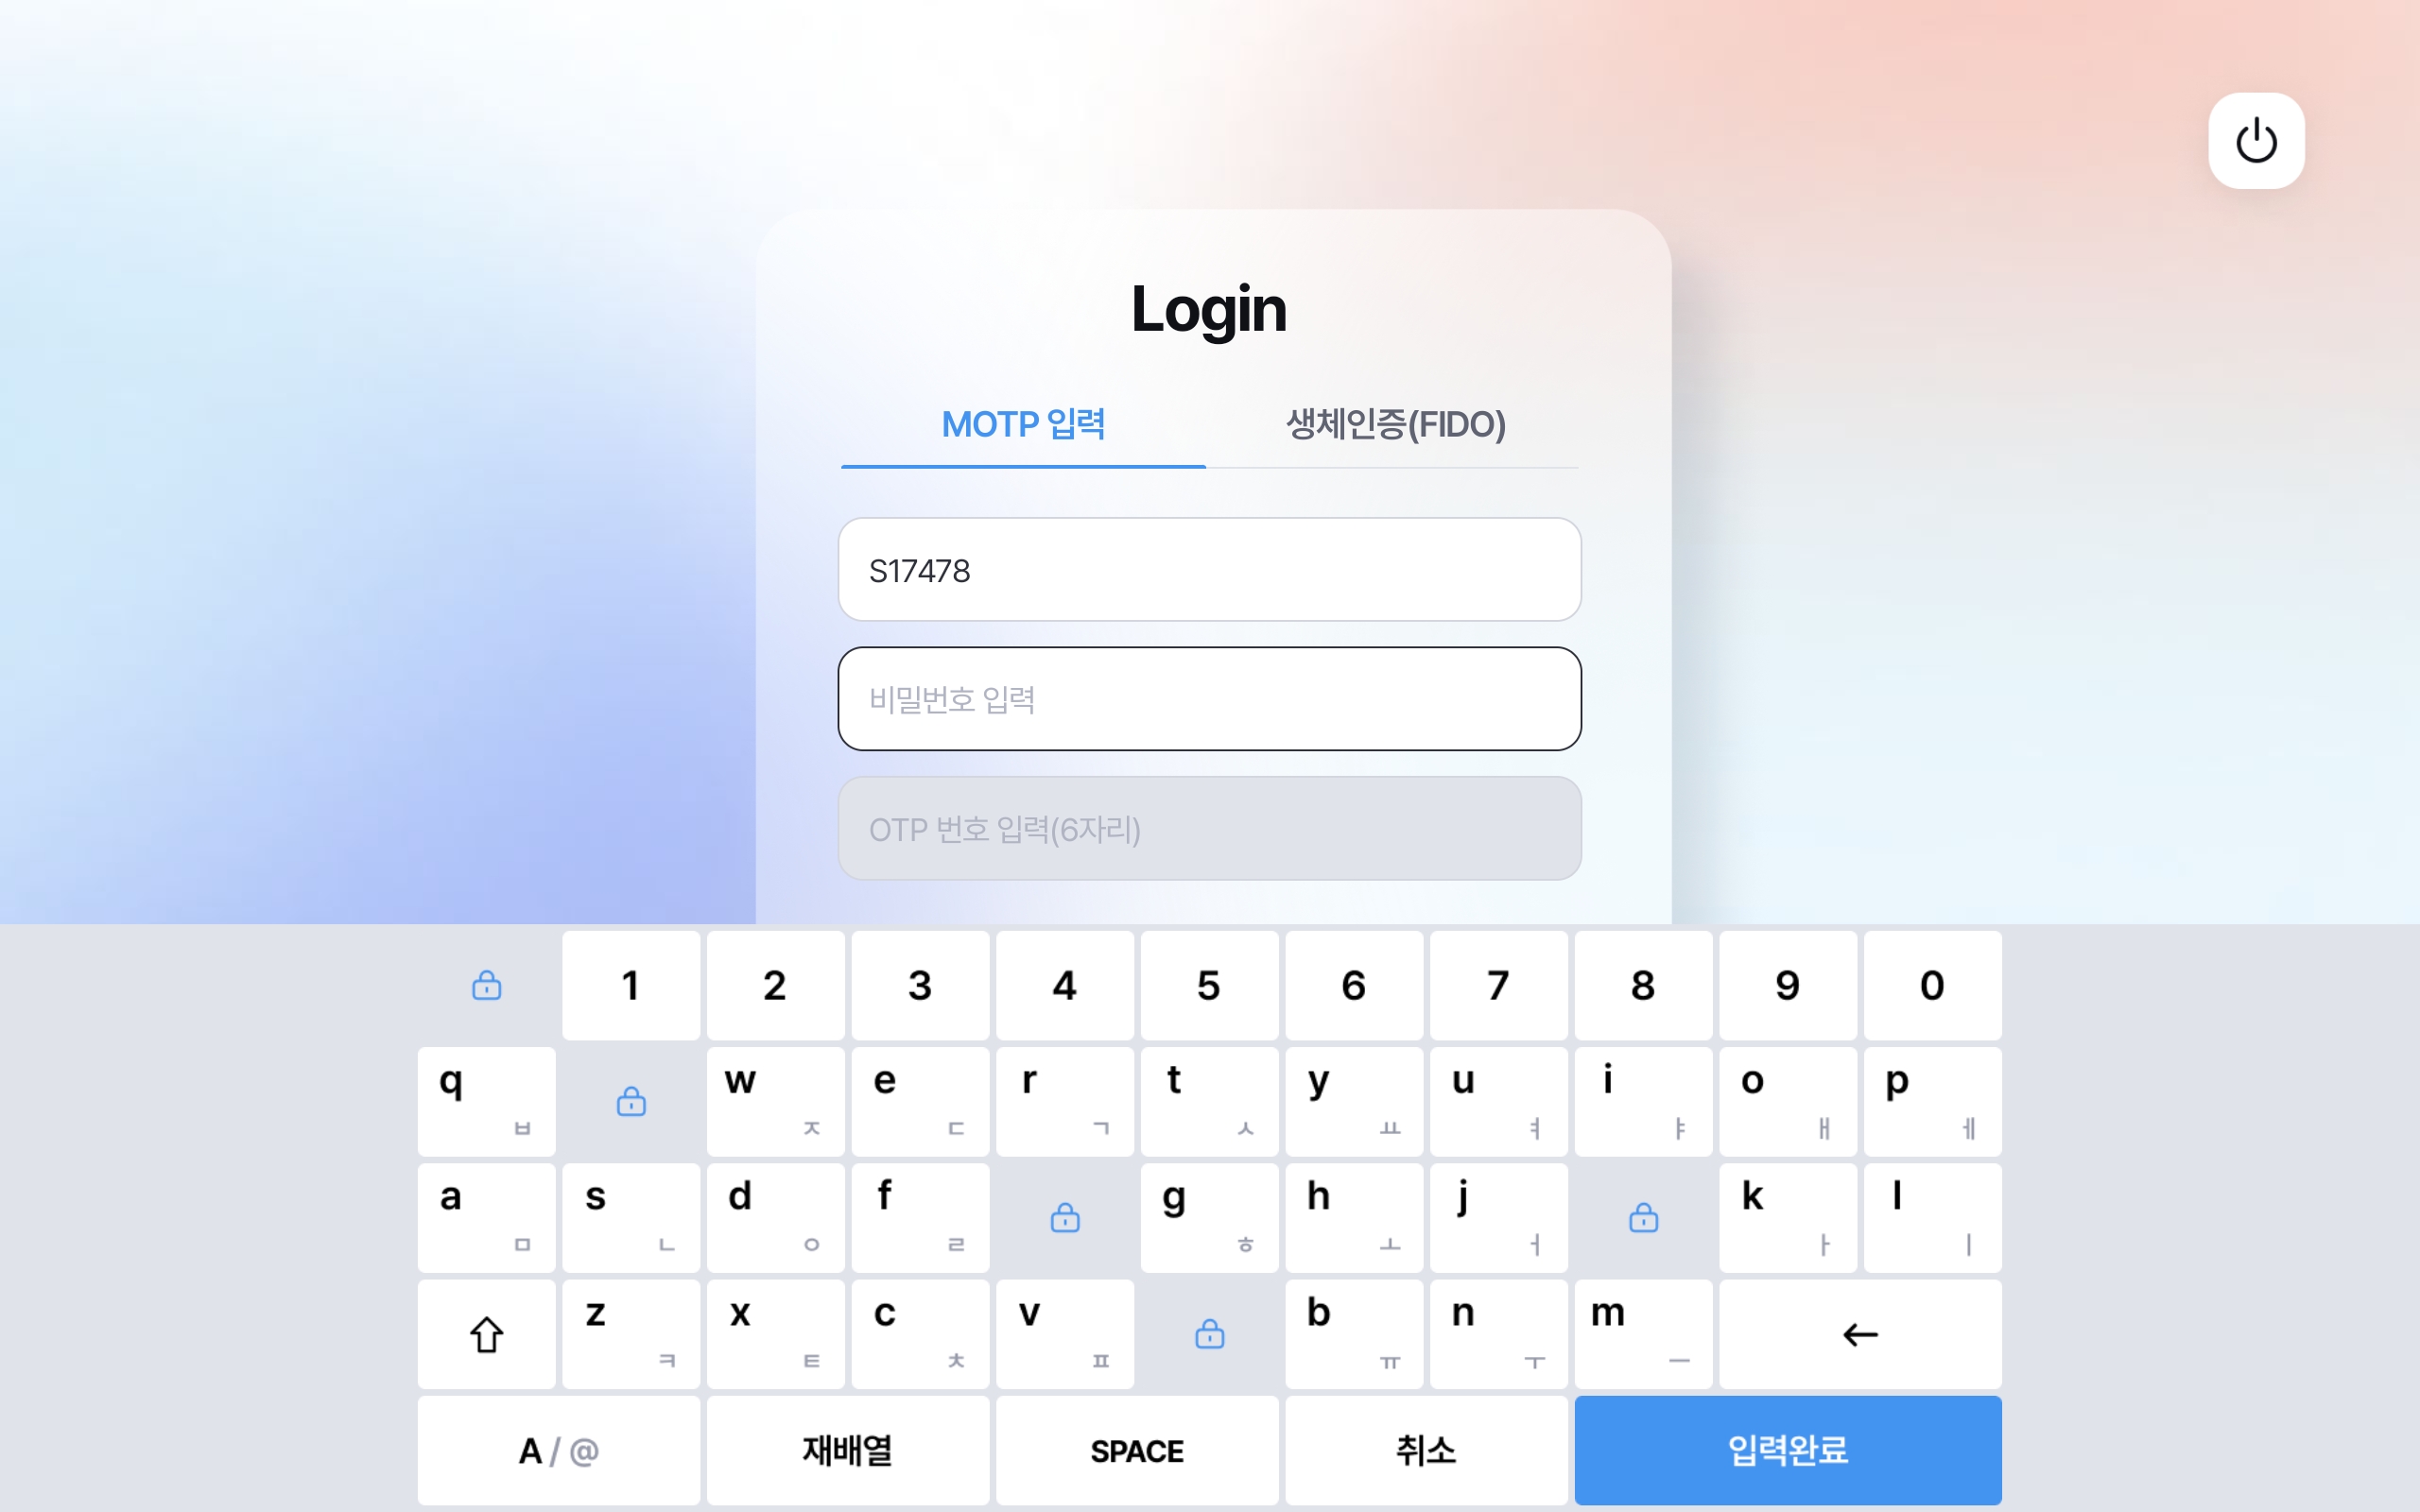 Login
MOTP 입력 생체인증(FIDO)
S17478
비밀번호 입력
OTP 번호 입력(6자리)
1 2 3 4 5 6 7 8 9 0
q ㅂ w ㅈ e ㄷ r ㄱ t ㅅ y ㅛ u ㅕ i ㅑ o ㅐ p ㅔ
a ㅁ s ㄴ d ㅇ f ㄹ g ㅎ h ㅗ j ㅓ k ㅏ l ㅣ
z ㅋ x ㅌ c ㅊ v ㅍ b ㅠ n ㅜ m ㅡ
A / @ 재배열 SPACE 취소 입력완료